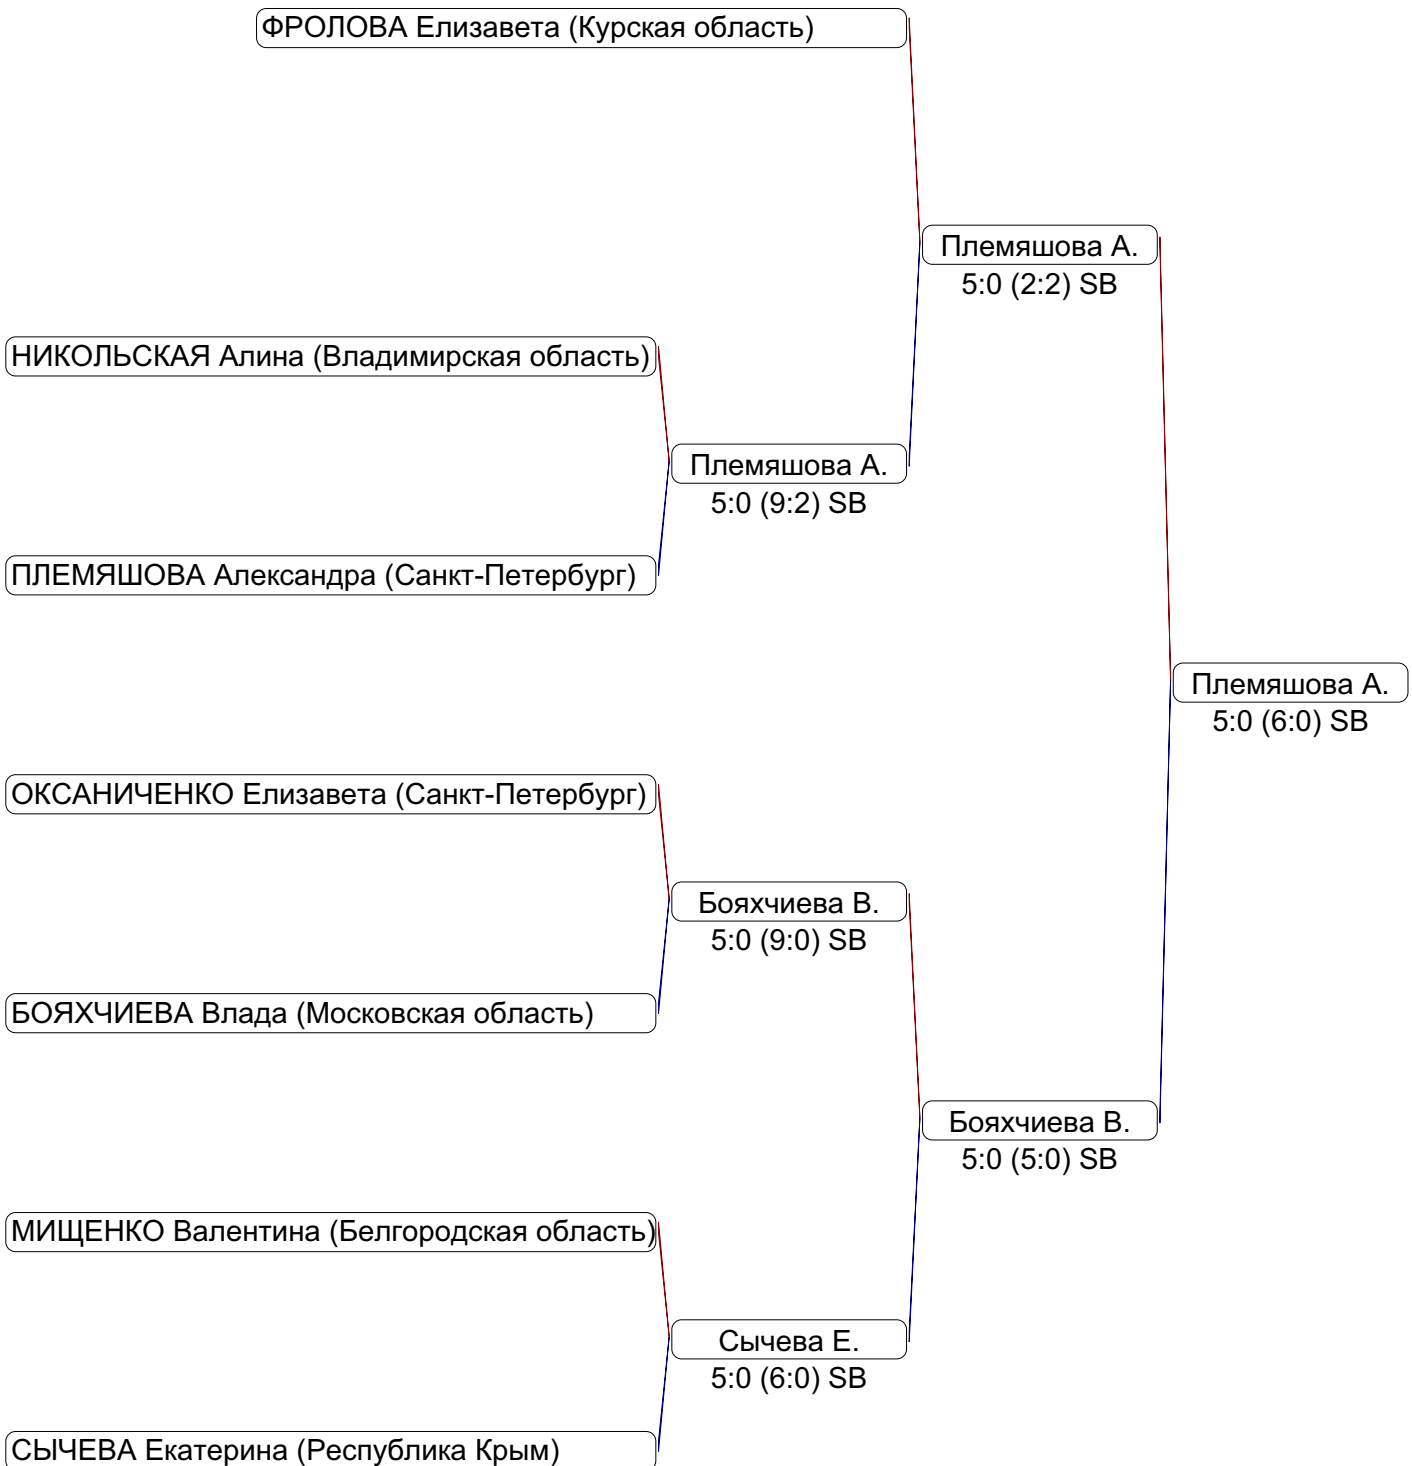 ФРОЛОВА Елизавета (Курская область)
Племяшова А.
5:0 (2:2) SB
НИКОЛЬСКАЯ Алина (Владимирская область)
Племяшова А.
5:0 (9:2) SB
ПЛЕМЯШОВА Александра (Санкт-Петербург)
Племяшова А.
5:0 (6:0) SB
ОКСАНИЧЕНКО Елизавета (Санкт-Петербург)
Бояхчиева В.
5:0 (9:0) SB
БОЯХЧИЕВА Влада (Московская область)
Бояхчиева В.
5:0 (5:0) SB
МИЩЕНКО Валентина (Белгородская область)
Сычева Е.
5:0 (6:0) SB
СЫЧЕВА Екатерина (Республика Крым)